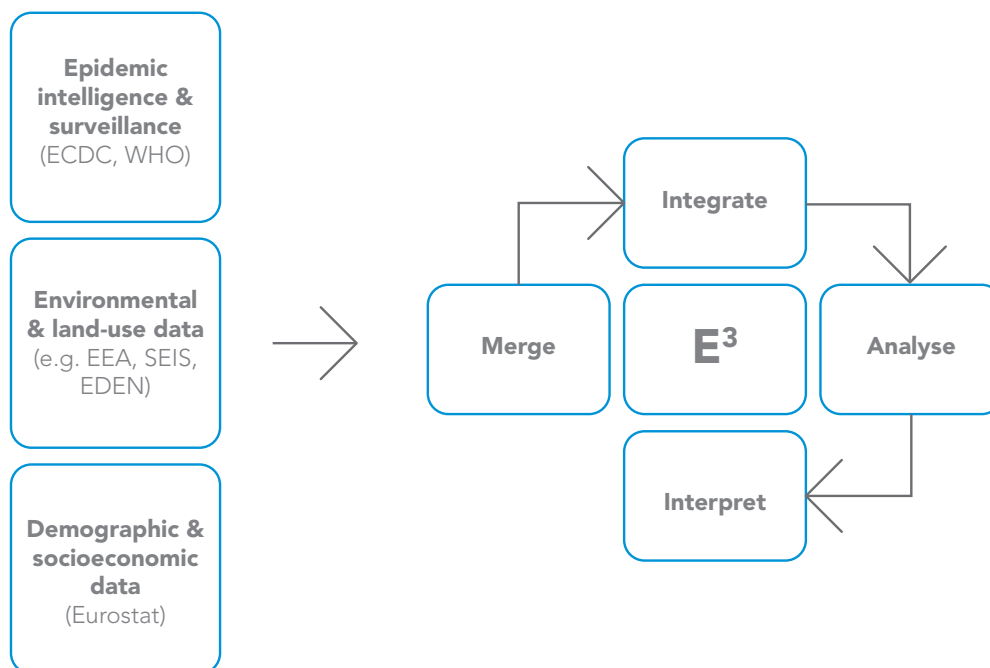 Epidemic
intelligence &
surveillance
(ECDC, WHO)
Environmental
& land-use data
(e.g. EEA, SEIS,
EDEN)
Demographic &
socioeconomic
data
(Eurostat)
Integrate
Merge
E³
Analyse
Interpret